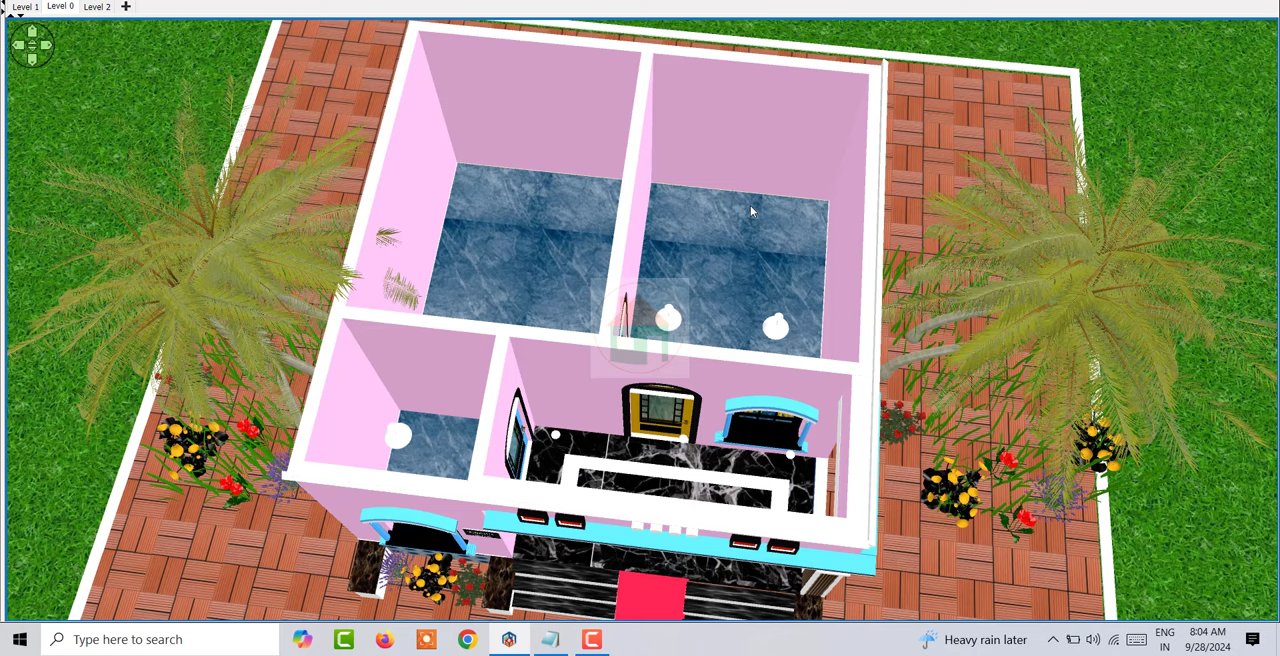 Level 1 Level 0 Level 2
Type here to search
Heavy rain later
ENG
IN
8:04 AM
9/28/2024